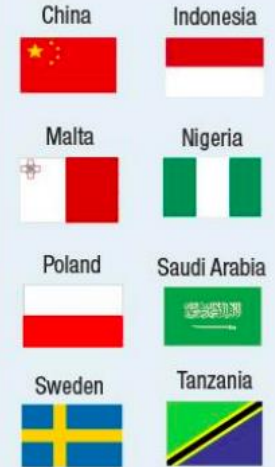 China
Indonesia
Malta
Nigeria
Poland
Saudi Arabia
Sweden
Tanzania